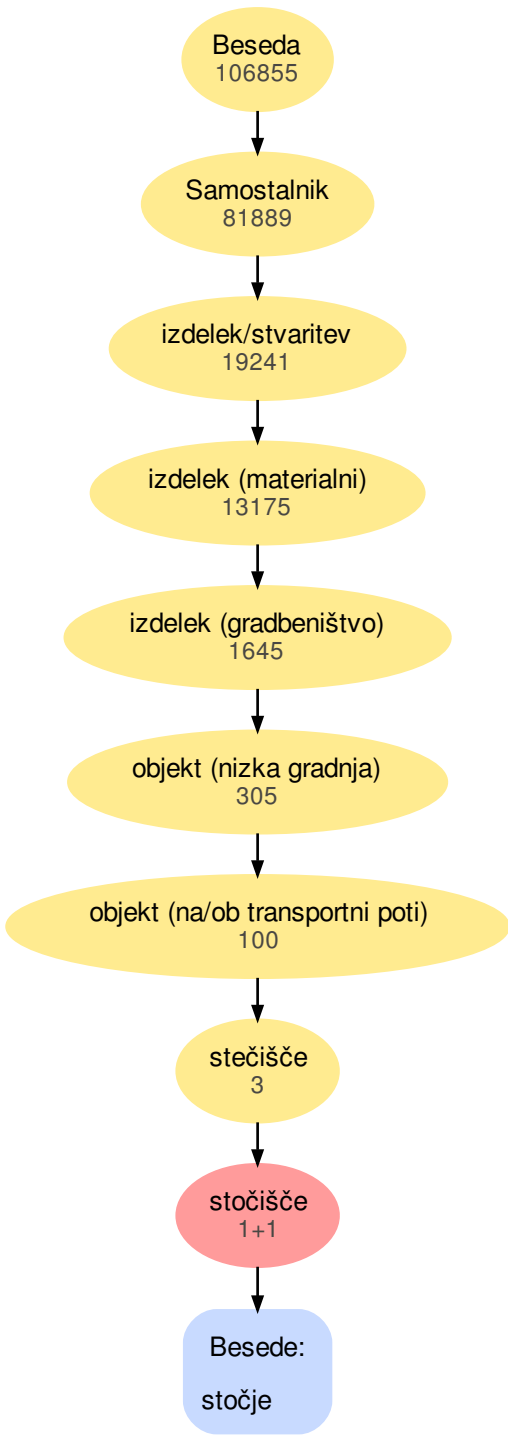 Beseda
106855
Samostalnik
81889
izdelek/stvaritev
19241
izdelek (materialni)
13175
izdelek (gradbeništvo)
1645
objekt (nizka gradnja)
305
objekt (na/ob transportni poti)
100
stečišče
3
stočišče
1+1
Besede:
stočje